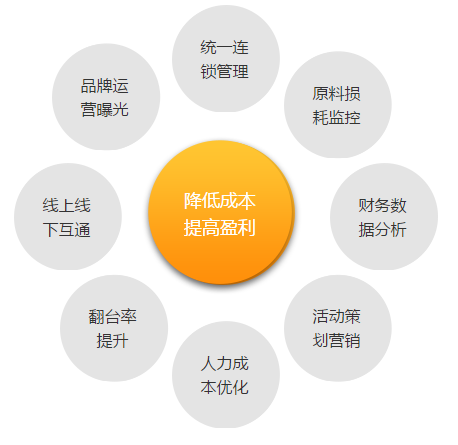 统一连
锁管理
品牌运
营曝光
原料损
耗监控
线上线
下互通
降低成本
提高盈利
财务数
据分析
翻台率
提升
活动策
划营销
人力成
本优化